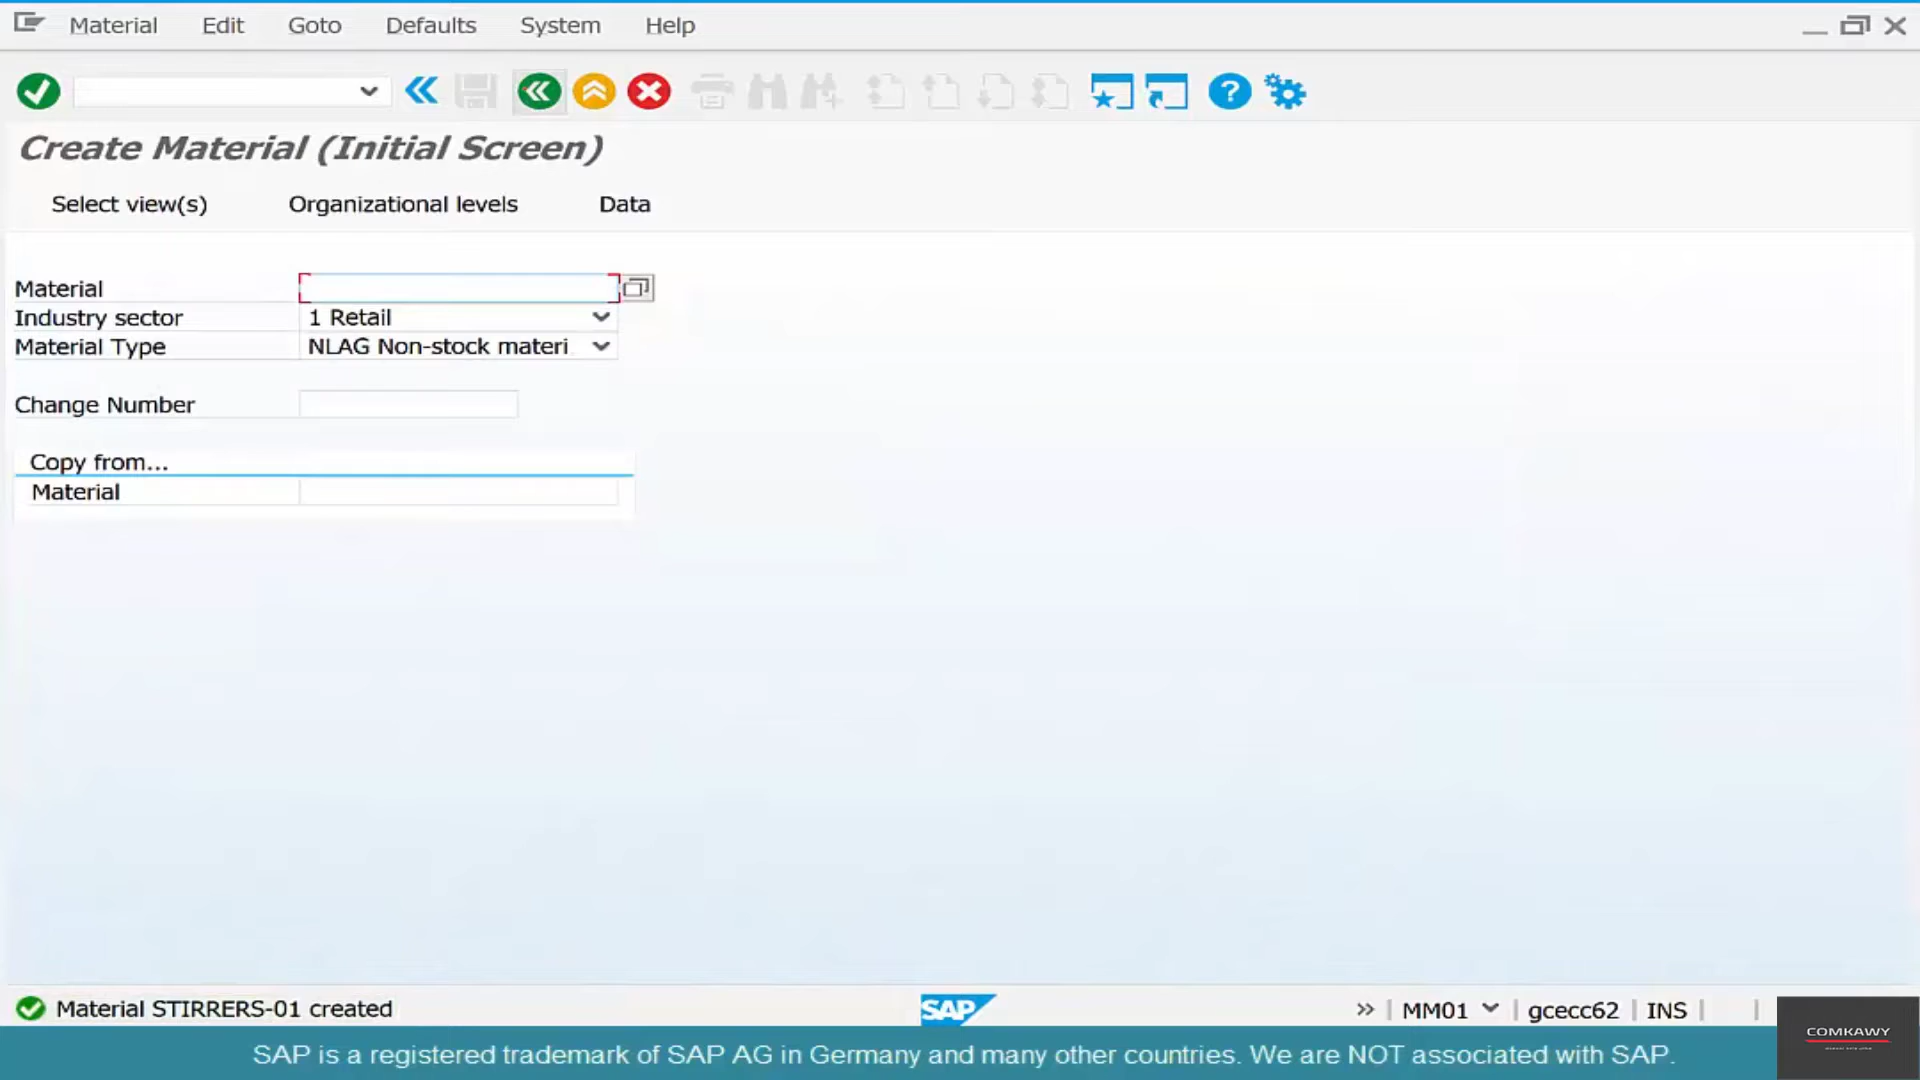 Material Edit Goto Defaults System Help
Create Material (Initial Screen)
Select view(s) Organizational levels Data
Material
Industry sector 1 Retail
Material Type NLAG Non-stock materi
Change Number
Copy from...
Material
Material STIRRERS-01 created SAP MM01 gcecc62 INS
SAP is a registered trademark of SAP AG in Germany and many other countries. We are NOT associated with SAP.
COMKAWY